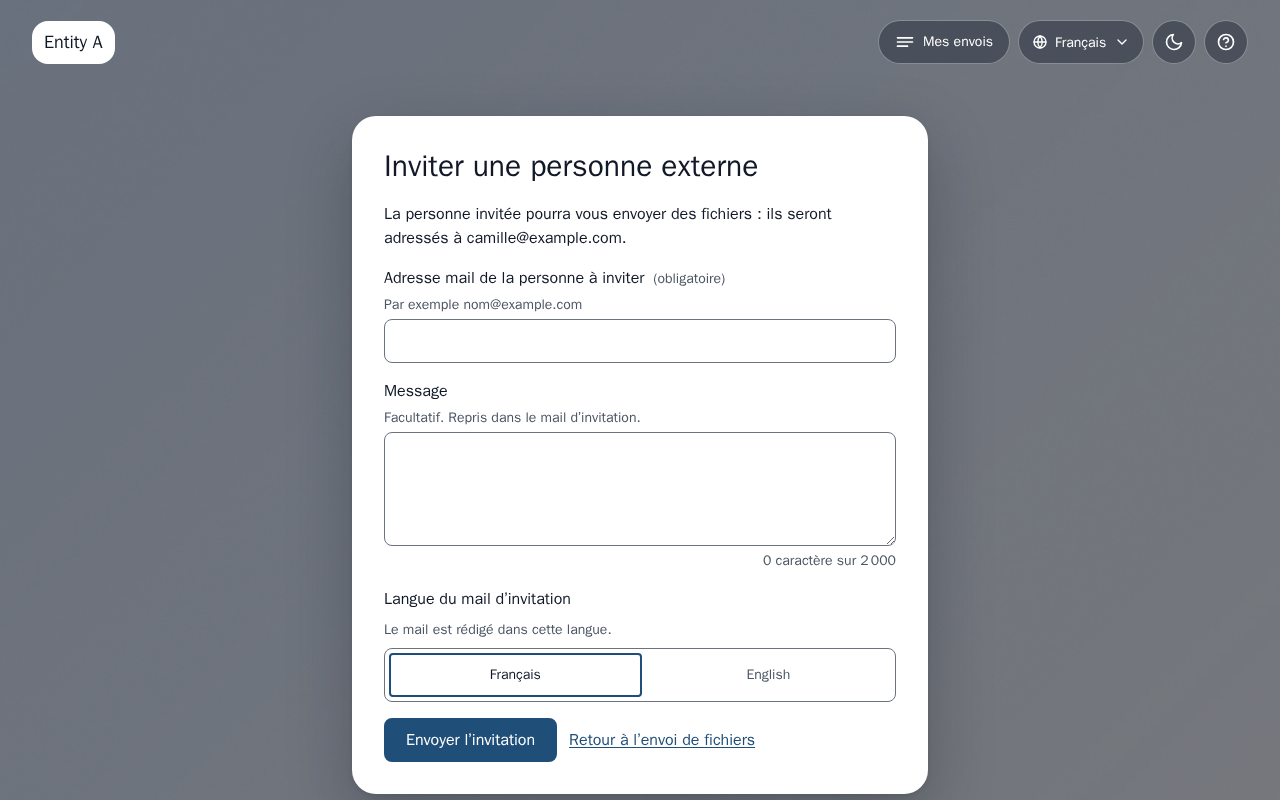 Entity A
Mes envois
Français
Inviter une personne externe
La personne invitée pourra vous envoyer des fichiers : ils seront
adressés à camille@example.com.
Adresse mail de la personne à inviter (obligatoire)
Par exemple nom@example.com
Message
Facultatif. Repris dans le mail d’invitation.
0 caractère sur 2 000
Langue du mail d’invitation
Le mail est rédigé dans cette langue.
Français
English
Envoyer l’invitation
Retour à l’envoi de fichiers